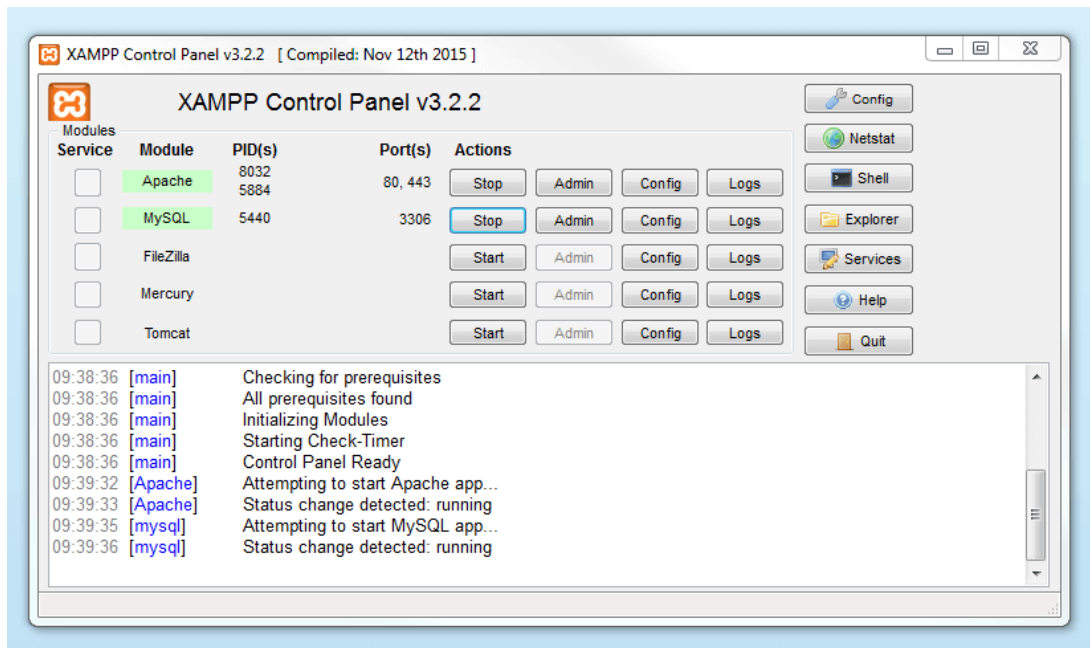 XAMPP Control Panel v3.2.2 [ Compiled: Nov 12th 2015 ]
XAMPP Control Panel v3.2.2
Config
Modules
Netstat
Service Module PID(s) Port(s) Actions
Apache 8032 5884 80, 443 Stop Admin Config Logs
Shell
MySQL 5440 3306 Stop Admin Config Logs
Explorer
FileZilla Start Admin Config Logs
Services
Mercury Start Admin Config Logs
Help
Tomcat Start Admin Config Logs
Quit
09:38:36 [main] Checking for prerequisites
09:38:36 [main] All prerequisites found
09:38:36 [main] Initializing Modules
09:38:36 [main] Starting Check-Timer
09:38:36 [main] Control Panel Ready
09:39:32 [Apache] Attempting to start Apache app...
09:39:33 [Apache] Status change detected: running
09:39:35 [mysql] Attempting to start MySQL app...
09:39:36 [mysql] Status change detected: running